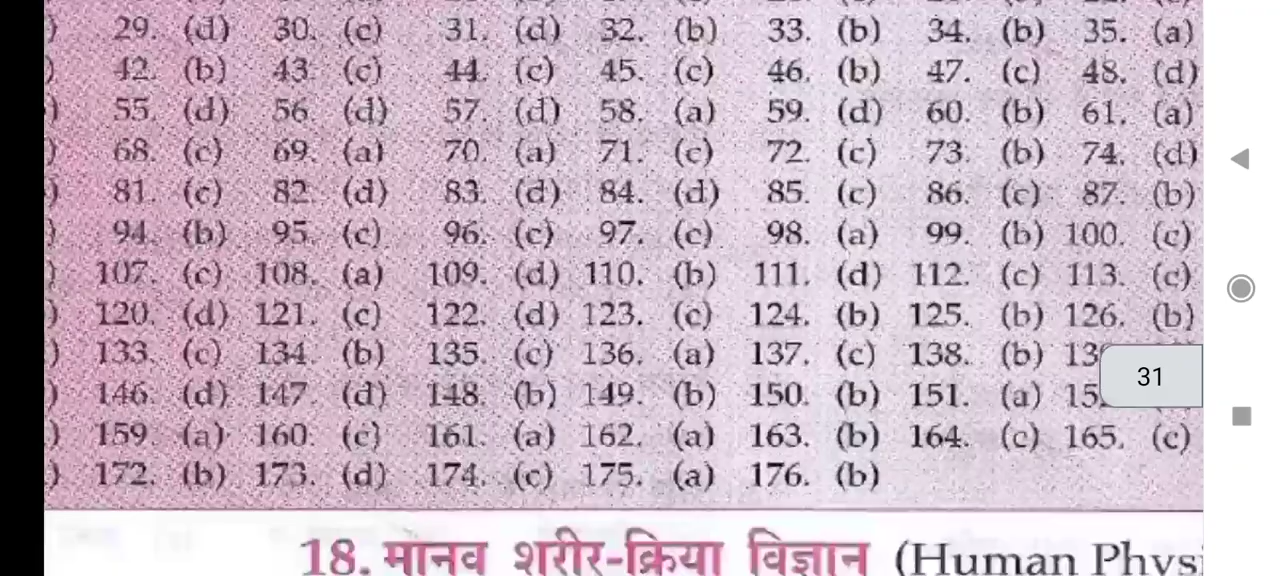 ) 29. (d) 30. (c) 31. (d) 32. (b) 33. (b) 34. (b) 35. (a)
) 42. (b) 43. (c) 44. (c) 45. (c) 46. (b) 47. (c) 48. (d)
) 55. (d) 56. (d) 57. (d) 58. (a) 59. (d) 60. (b) 61. (a)
) 68. (c) 69. (a) 70. (a) 71. (c) 72. (c) 73. (b) 74. (d)
) 81. (c) 82. (d) 83. (d) 84. (d) 85. (c) 86. (c) 87. (b)
) 94. (b) 95. (c) 96. (c) 97. (c) 98. (a) 99. (b) 100. (c)
) 107. (c) 108. (a) 109. (d) 110. (b) 111. (d) 112. (c) 113. (c)
) 120. (d) 121. (c) 122. (d) 123. (c) 124. (b) 125. (b) 126. (b)
) 133. (c) 134. (b) 135. (c) 136. (a) 137. (c) 138. (b)
31
) 146. (d) 147. (d) 148. (b) 149. (b) 150. (b) 151. (a)
) 159. (a) 160. (c) 161. (a) 162. (a) 163. (b) 164. (c) 165. (c)
) 172. (b) 173. (d) 174. (c) 175. (a) 176. (b)
18. मानव शरीर-क्रिया विज्ञान (Human Physi